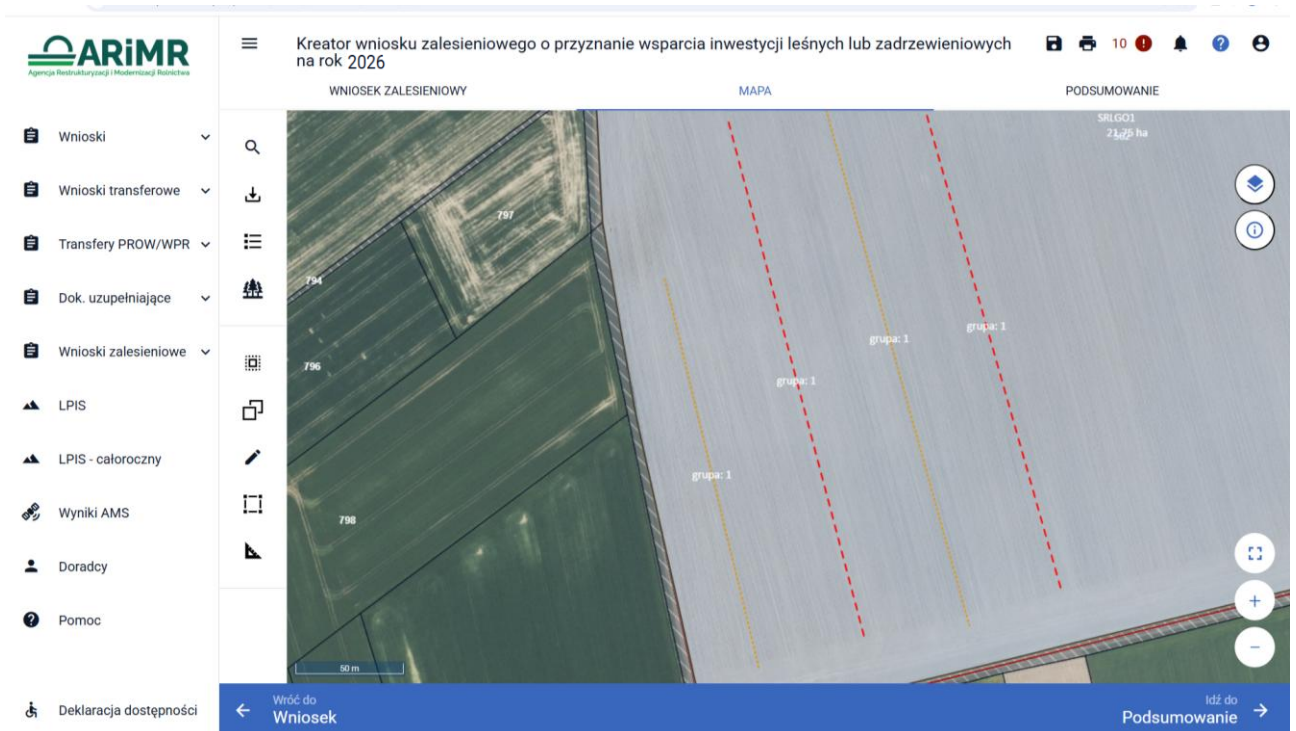 ARiMR
Agencja Restrukturyzacji i Modernizacji Rolnictwa
Wnioski
Wnioski transferowe
Transfery PROW/WPR
Dok. uzupełniające
Wnioski zalesieniowe
LPIS
LPIS - całoroczny
Wyniki AMS
Doradcy
Pomoc
Deklaracja dostępności
Kreator wniosku zalesieniowego o przyznanie wsparcia inwestycji leśnych lub zadrzewieniowych
na rok 2026
10
WNIOSEK ZALESIENIOWY
MAPA
PODSUMOWANIE
SRLGO1
21,75 ha
797
794
796
798
grupa: 1
grupa: 1
grupa: 1
grupa: 1
50 m
Wróć do
Wniosek
Idź do
Podsumowanie